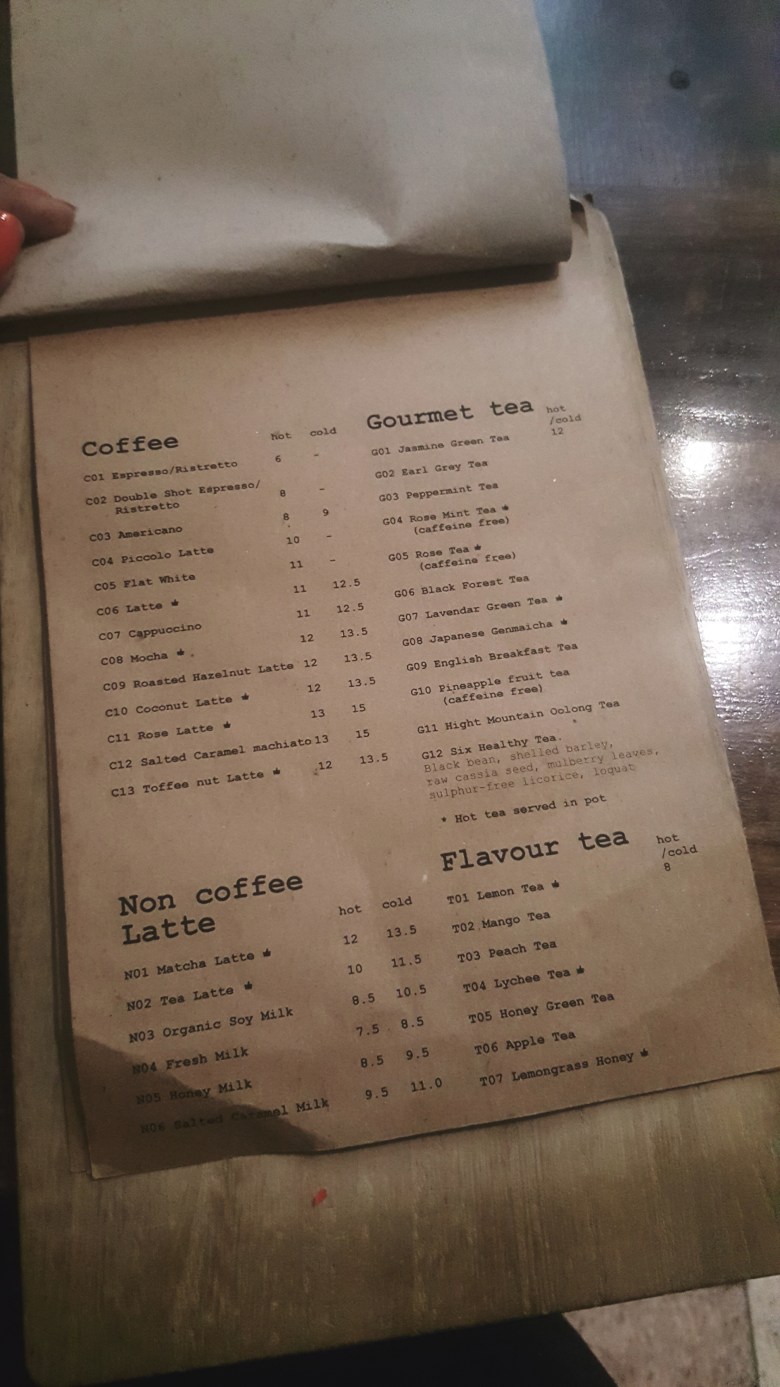 Coffee hot cold
C01 Espresso/Ristretto 6 -
C02 Double Shot Espresso/
Ristretto 8 -
C03 Americano 8 9
C04 Piccolo Latte 10 -
C05 Flat White 11 -
C06 Latte 11 12.5
C07 Cappuccino 11 12.5
C08 Mocha 12 13.5
C09 Roasted Hazelnut Latte 12 13.5
C10 Coconut Latte 12 13.5
C11 Rose Latte 13 15
C12 Salted Caramel machiato 13 15
C13 Toffee nut Latte 12 13.5
Non coffee
Latte hot cold
N01 Matcha Latte 12 13.5
N02 Tea Latte 10 11.5
N03 Organic Soy Milk 8.5 10.5
N04 Fresh Milk 7.5 8.5
N05 Honey Milk 8.5 9.5
N06 Salted Caramel Milk 9.5 11.0
Gourmet tea hot
/cold
G01 Jasmine Green Tea 12
G02 Earl Grey Tea
G03 Peppermint Tea
G04 Rose Mint Tea
(caffeine free)
G05 Rose Tea
(caffeine free)
G06 Black Forest Tea
G07 Lavendar Green Tea
G08 Japanese Genmaicha
G09 English Breakfast Tea
G10 Pineapple fruit tea
(caffeine free)
G11 Hight Mountain Oolong Tea
G12 Six Healthy Tea.
Black bean, shelled barley,
raw cassia seed, mulberry leaves,
sulphur-free licorice, loquat
* Hot tea served in pot
Flavour tea hot
/cold
8
T01 Lemon Tea
T02 Mango Tea
T03 Peach Tea
T04 Lychee Tea
T05 Honey Green Tea
T06 Apple Tea
T07 Lemongrass Honey